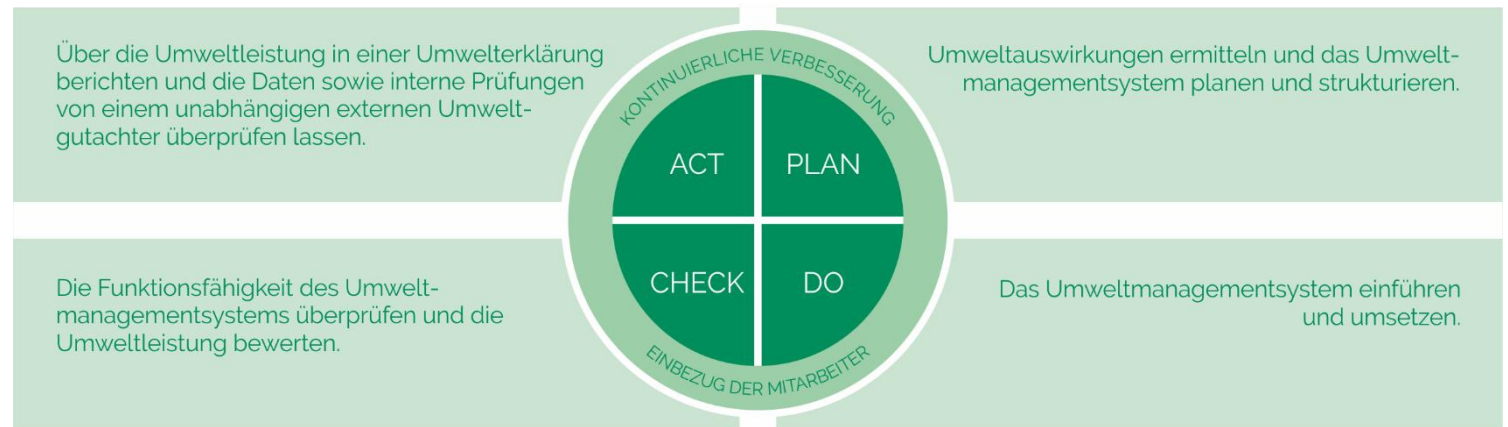 Über die Umweltleistung in einer Umwelterklärung
berichten und die Daten sowie interne Prüfungen
von einem unabhängigen externen Umwelt-
gutachter überprüfen lassen.
KONTINUIERLICHE VERBESSERUNG
Umweltauswirkungen ermitteln und das Umwelt-
managementsystem planen und strukturieren.
ACT
PLAN
CHECK
DO
Die Funktionsfähigkeit des Umwelt-
managementsystems überprüfen und die
Umweltleistung bewerten.
EINBEZUG DER MITARBEITER
Das Umweltmanagementsystem einführen
und umsetzen.